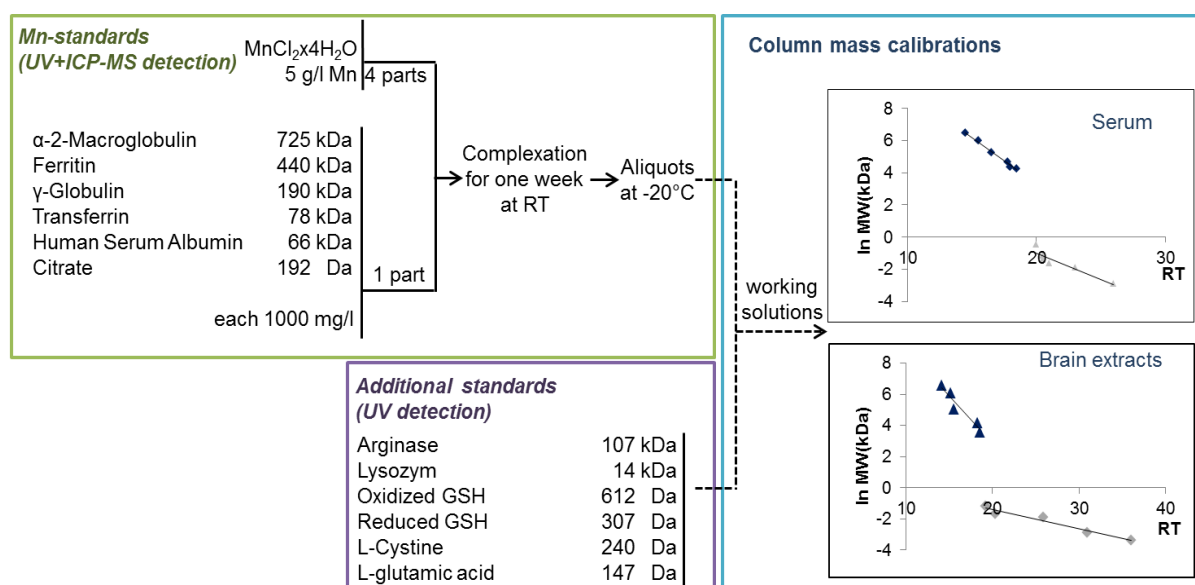 Mn-standards
(UV+ICP-MS detection)
MnCl₂x4H₂O
5 g/l Mn
4 parts
α-2-Macroglobulin 725 kDa
Ferritin 440 kDa
γ-Globulin 190 kDa
Transferrin 78 kDa
Human Serum Albumin 66 kDa
Citrate 192 Da
1 part
each 1000 mg/l
Complexation
for one week
at RT
Aliquots
at -20°C
working
solutions
Additional standards
(UV detection)
Arginase 107 kDa
Lysozym 14 kDa
Oxidized GSH 612 Da
Reduced GSH 307 Da
L-Cystine 240 Da
L-glutamic acid 147 Da
Column mass calibrations
Serum
ln MW(kDa)
8
6
4
2
0
-2
-4
10
20
30
RT
Brain extracts
ln MW(kDa)
8
6
4
2
0
-2
-4
10
20
30
40
RT